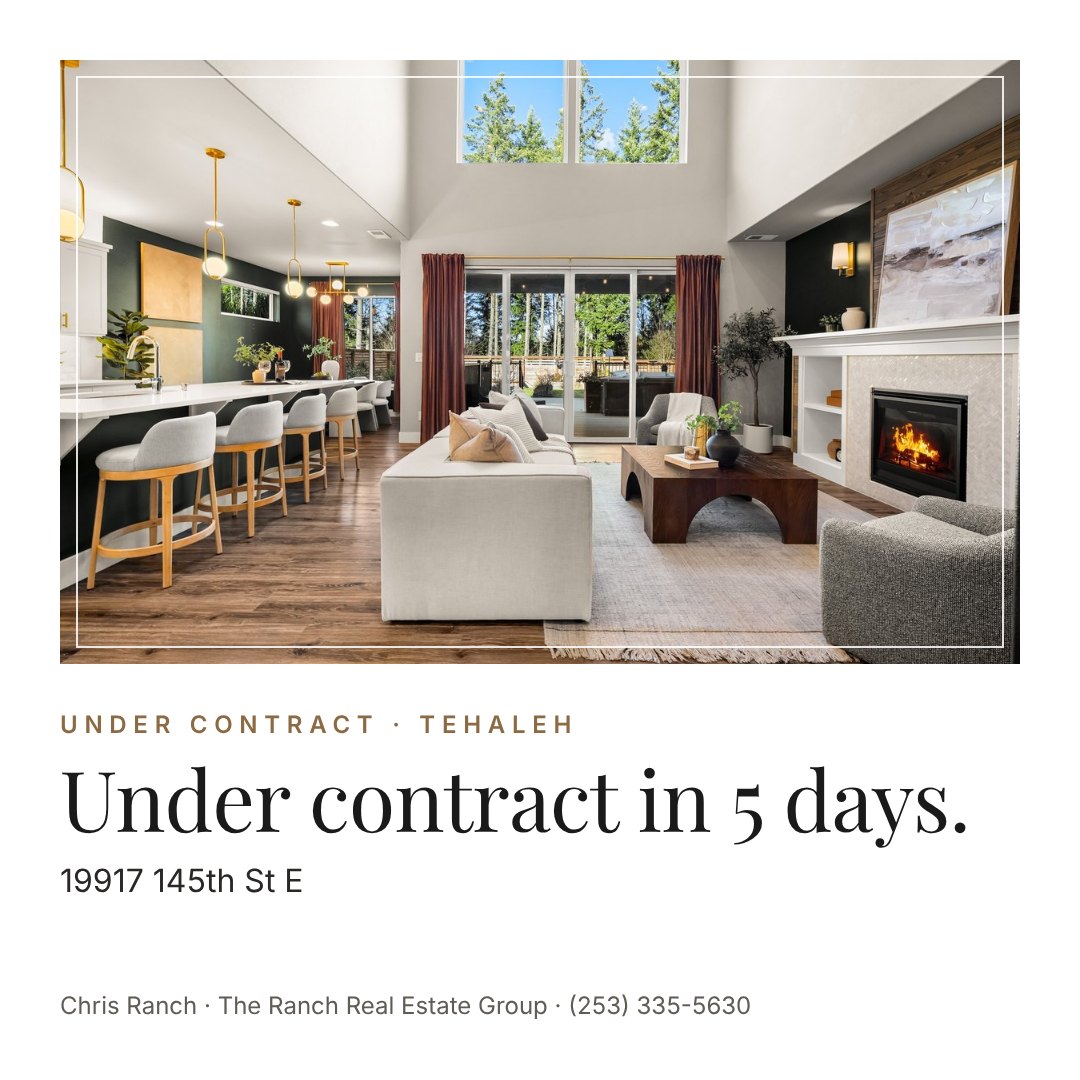 UNDER CONTRACT · TEHALEH
Under contract in 5 days.
19917 145th St E
Chris Ranch · The Ranch Real Estate Group · (253) 335-5630